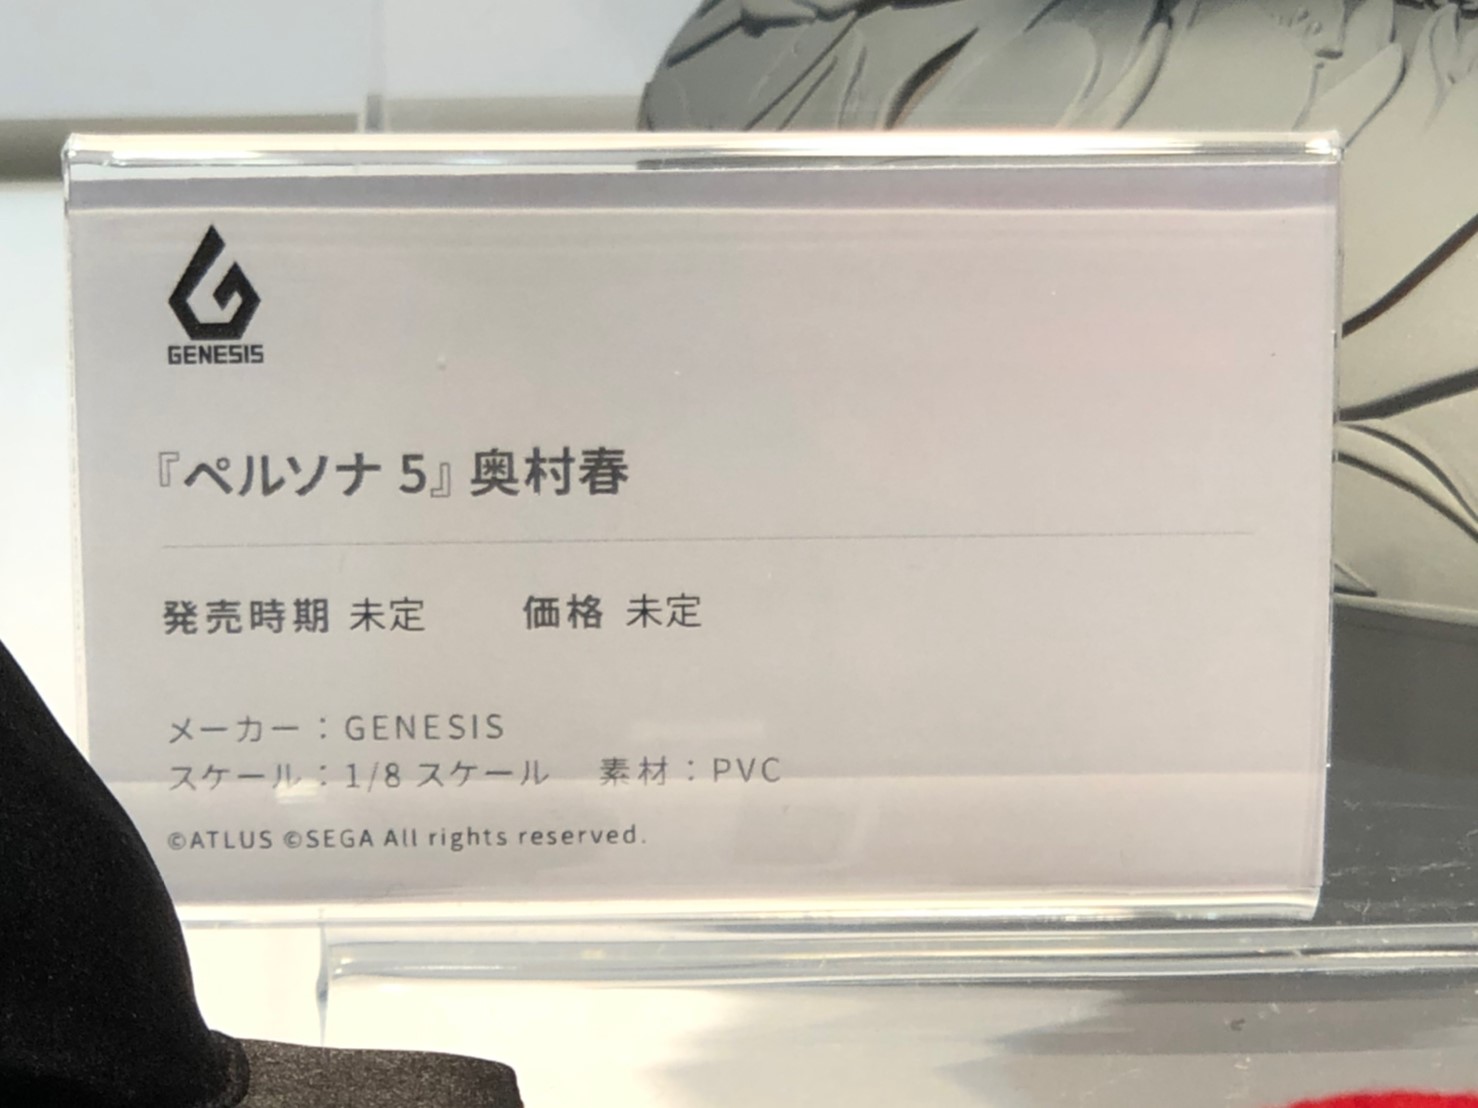 GENESIS
『ペルソナ 5』奥村春
発売時期 未定 価格 未定
メーカー：GENESIS
スケール：1/8 スケール 素材：PVC
©ATLUS ©SEGA All rights reserved.